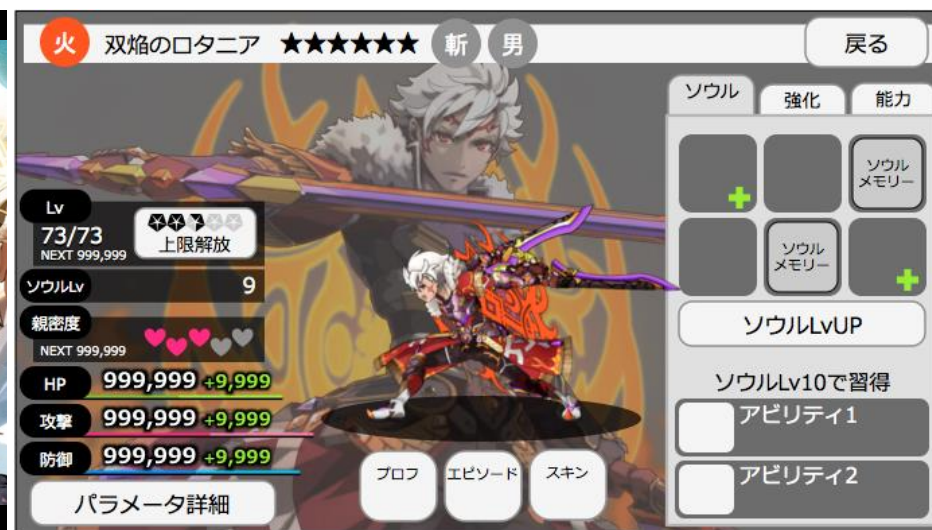 火 双焔のロタニア ★★★★★★ 斬 男
戻る
ソウル 強化 能力
ソウル
メモリー
ソウル
メモリー
ソウルLvUP
ソウルLv10で習得
アビリティ1
アビリティ2
Lv
73/73
NEXT 999,999
上限解放
ソウルLv 9
親密度
NEXT 999,999
HP 999,999 +9,999
攻撃 999,999 +9,999
防御 999,999 +9,999
パラメータ詳細
プロフ エピソード スキン